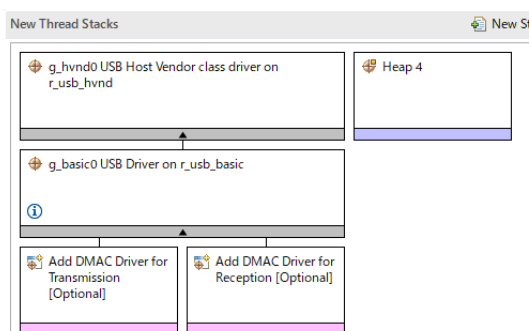 New Thread Stacks
New St
g_hvnd0 USB Host Vendor class driver on
r_usb_hvnd
Heap 4
g_basic0 USB Driver on r_usb_basic
Add DMAC Driver for
Transmission
[Optional]
Add DMAC Driver for
Reception [Optional]